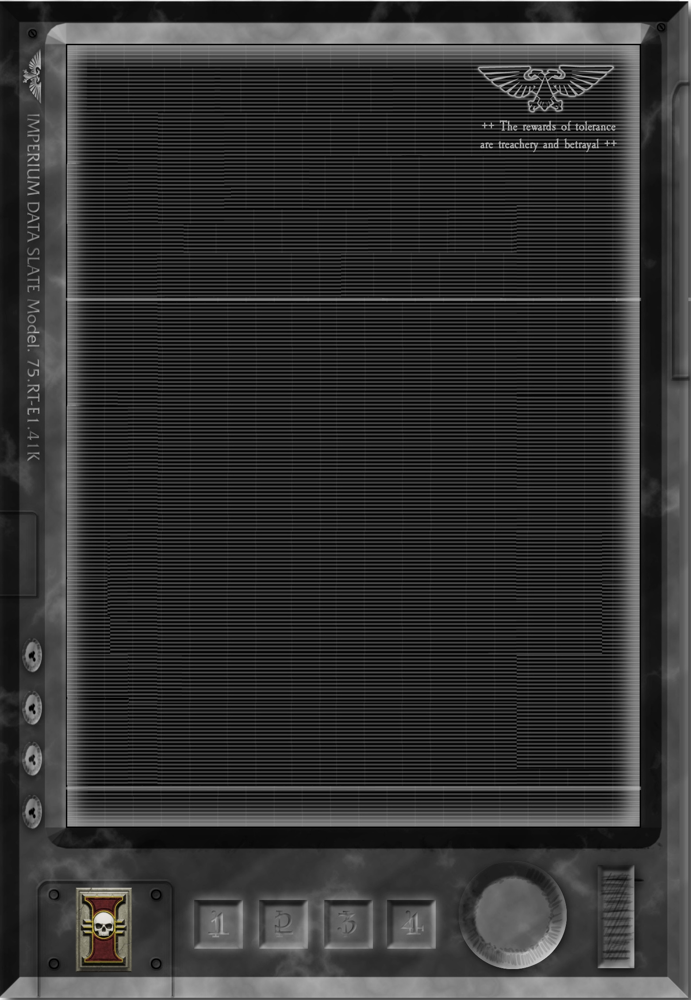 ++ The rewards of tolerance
are treachery and betrayal ++
IMPERIUM DATA SLATE Model. 75.RT-E1.41K
1 2 3 4